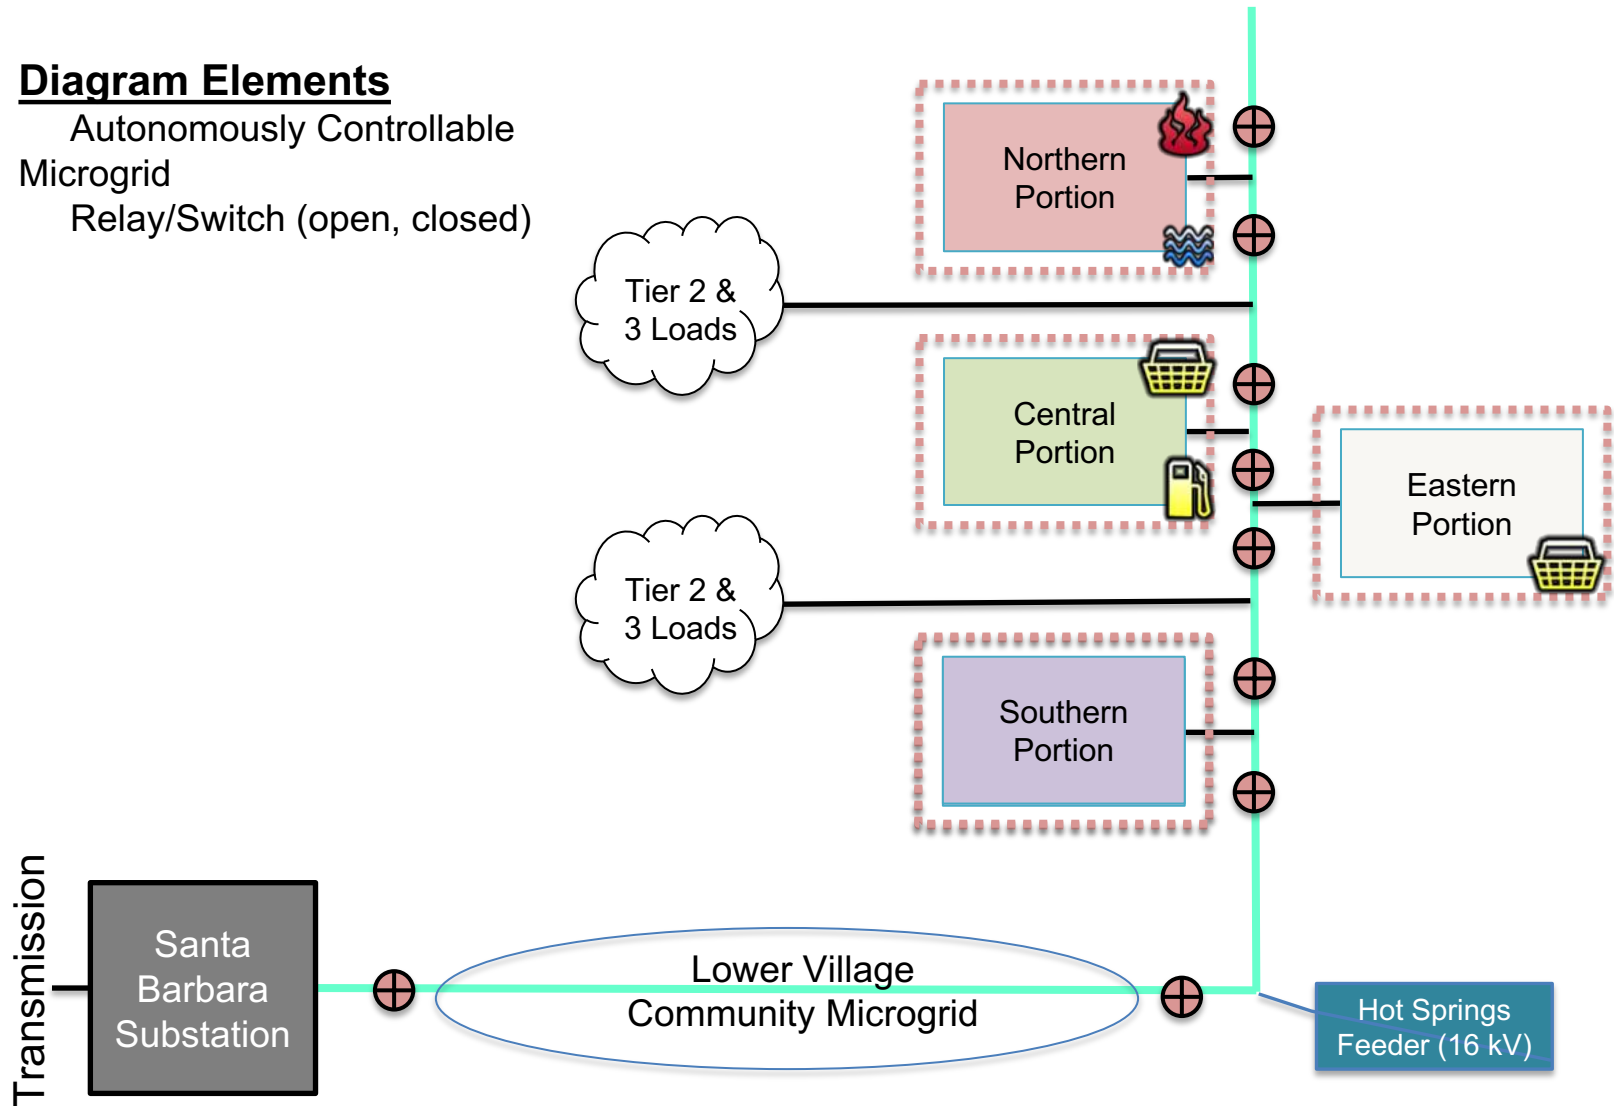 Diagram Elements
Autonomously Controllable
Microgrid
Relay/Switch (open, closed)
Northern
Portion
Tier 2 &
3 Loads
Central
Portion
Eastern
Portion
Tier 2 &
3 Loads
Southern
Portion
Transmission
Santa
Barbara
Substation
Lower Village
Community Microgrid
Hot Springs
Feeder (16 kV)